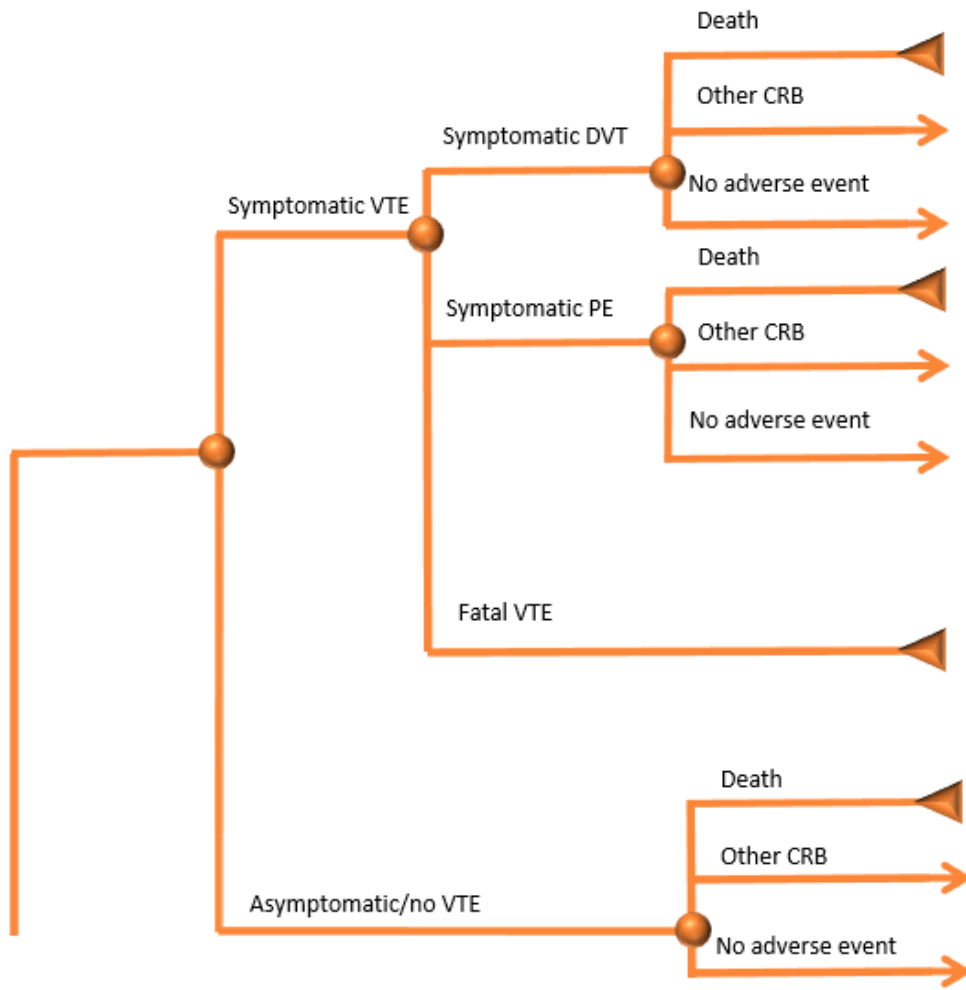 Death
Other CRB
Symptomatic DVT
No adverse event
Symptomatic VTE
Death
Symptomatic PE
Other CRB
No adverse event
Fatal VTE
Death
Other CRB
Asymptomatic/no VTE
No adverse event